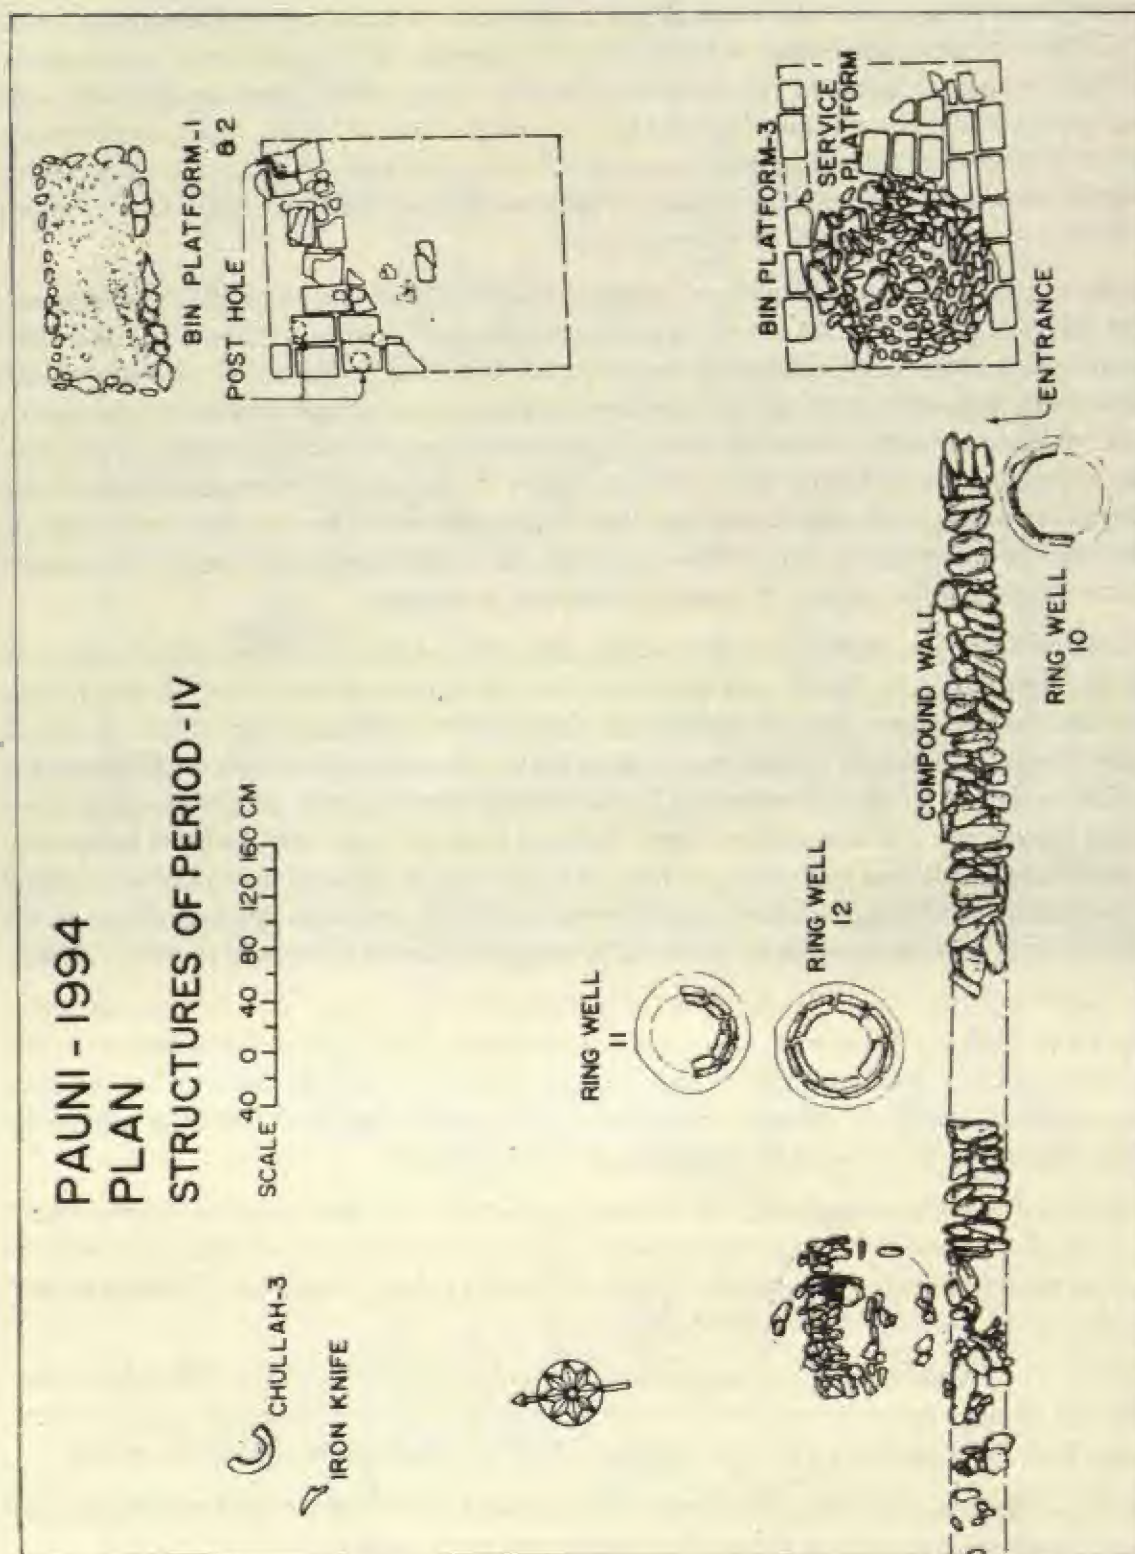 PAUNI - 1994
PLAN
STRUCTURES OF PERIOD - IV
SCALE 40 0 40 80 120 160 CM
CHULLAH-3
IRON KNIFE
BIN PLATFORM-1
& 2
POST HOLE
BIN PLATFORM-3
SERVICE
PLATFORM
ENTRANCE
COMPOUND WALL
RING WELL
10
RING WELL
11
RING WELL
12